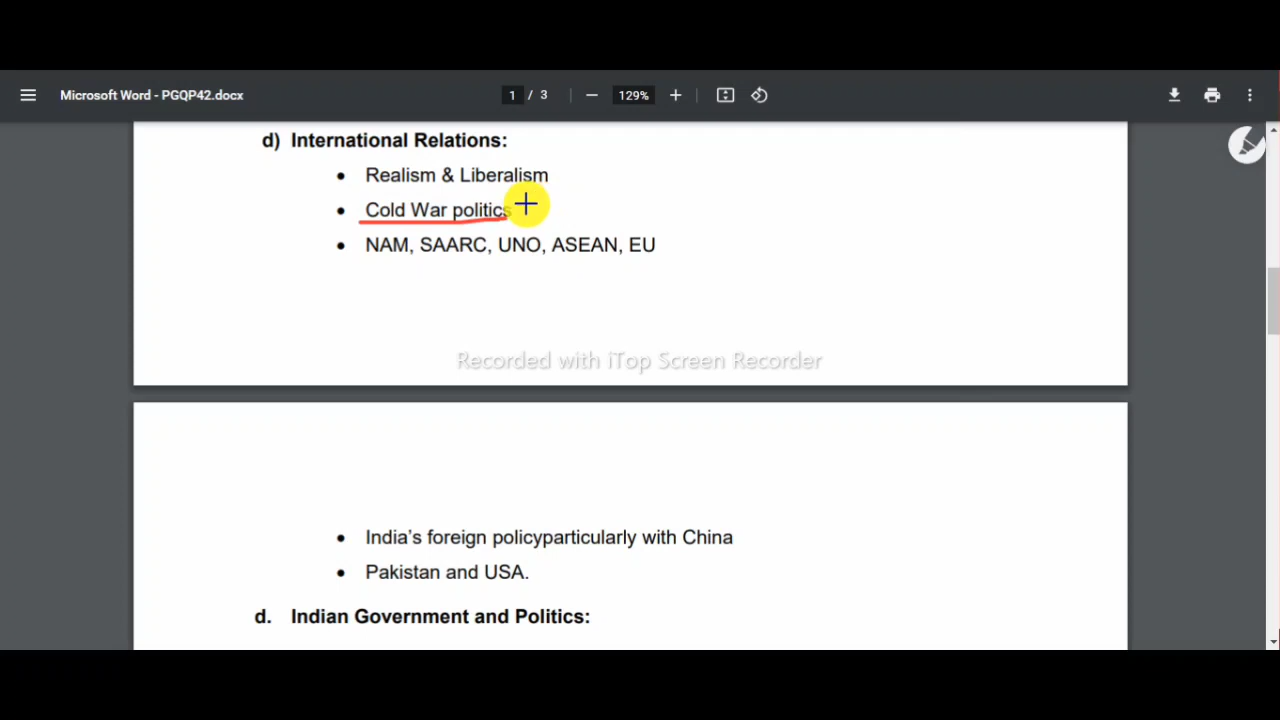 Microsoft Word - PGQP42.docx
1 / 3
129%
d) International Relations:
• Realism & Liberalism
• Cold War politics
• NAM, SAARC, UNO, ASEAN, EU
Recorded with iTop Screen Recorder
• India’s foreign policyparticularly with China
• Pakistan and USA.
d. Indian Government and Politics: